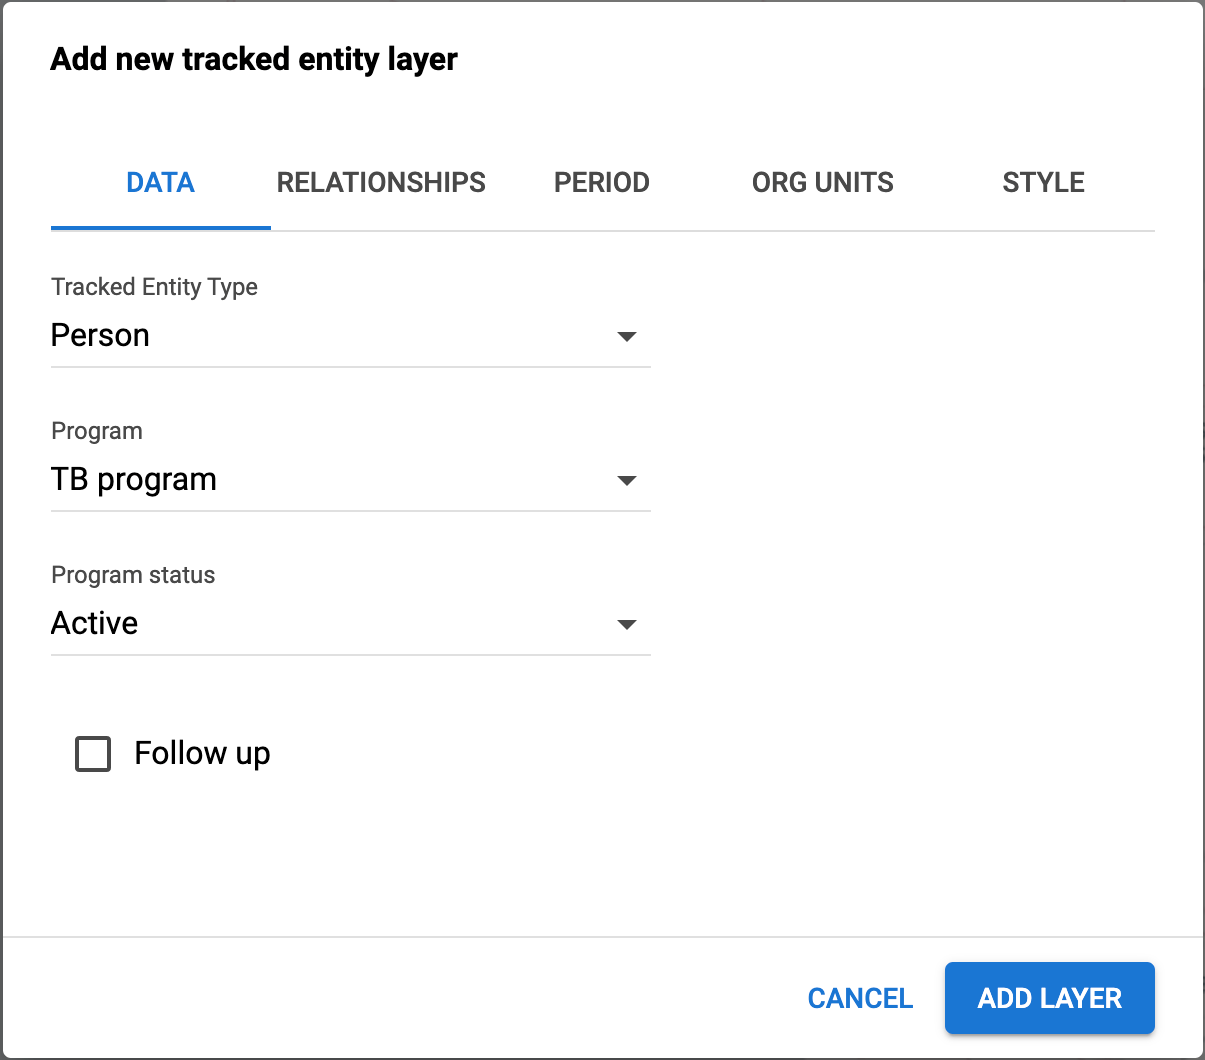 Add new tracked entity layer
DATA RELATIONSHIPS PERIOD ORG UNITS STYLE
Tracked Entity Type
Person
Program
TB program
Program status
Active
Follow up
CANCEL ADD LAYER